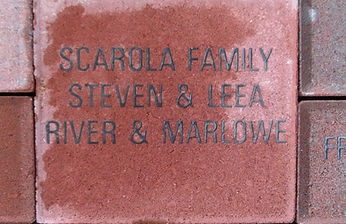 SCAROLA FAMILY
STEVEN & LEEA
RIVER & MARLOWE